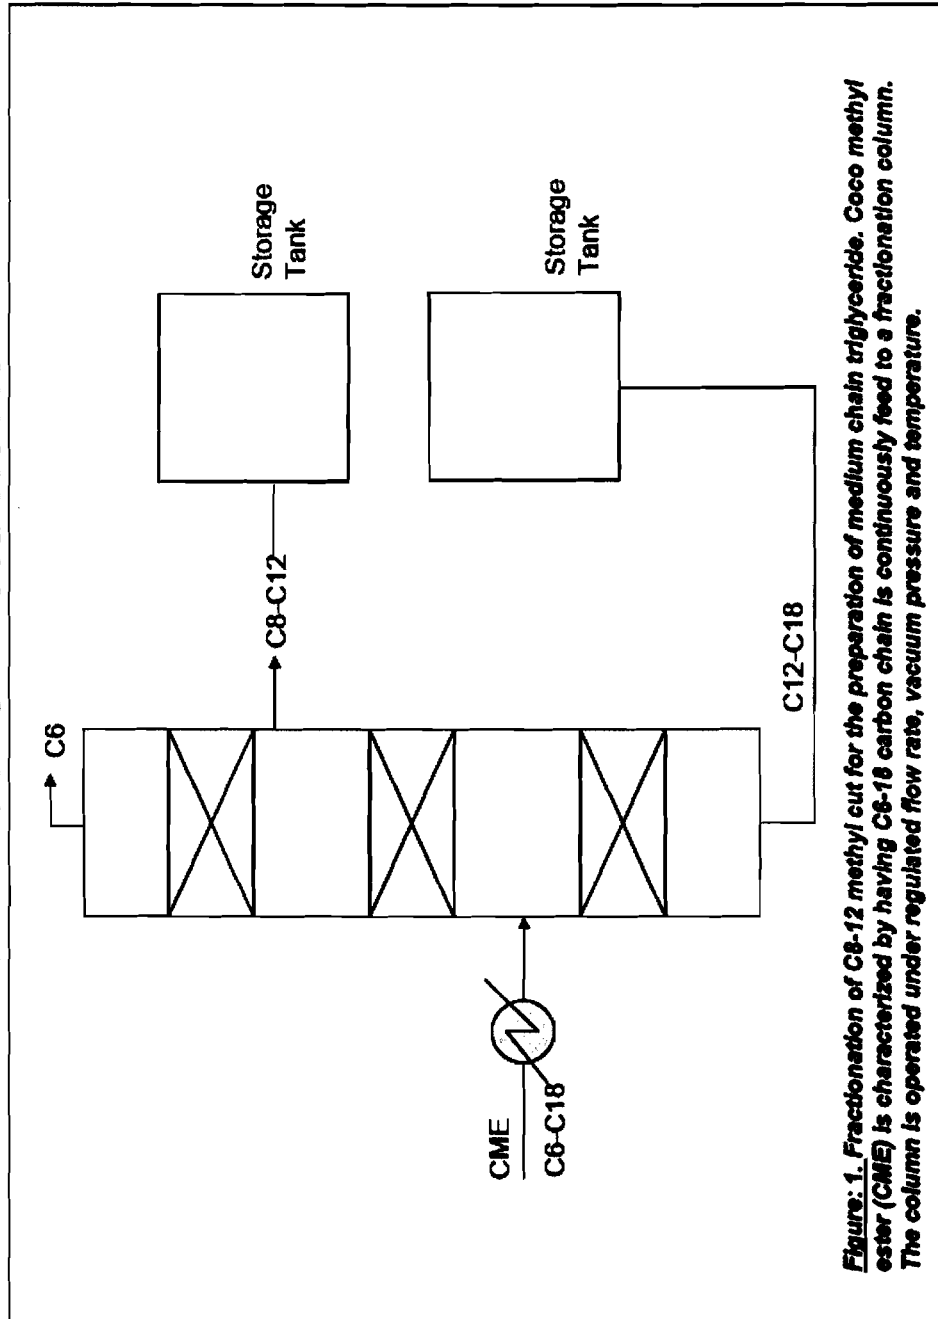 C6
C8-C12
Storage
Tank
Storage
Tank
CME
C6-C18
C12-C18
Figure: 1. Fractionation of C8-12 methyl cut for the preparation of medium chain triglyceride. Coco methyl
ester (CME) is characterized by having C6-18 carbon chain is continuously feed to a fractionation column.
The column is operated under regulated flow rate, vacuum pressure and temperature.